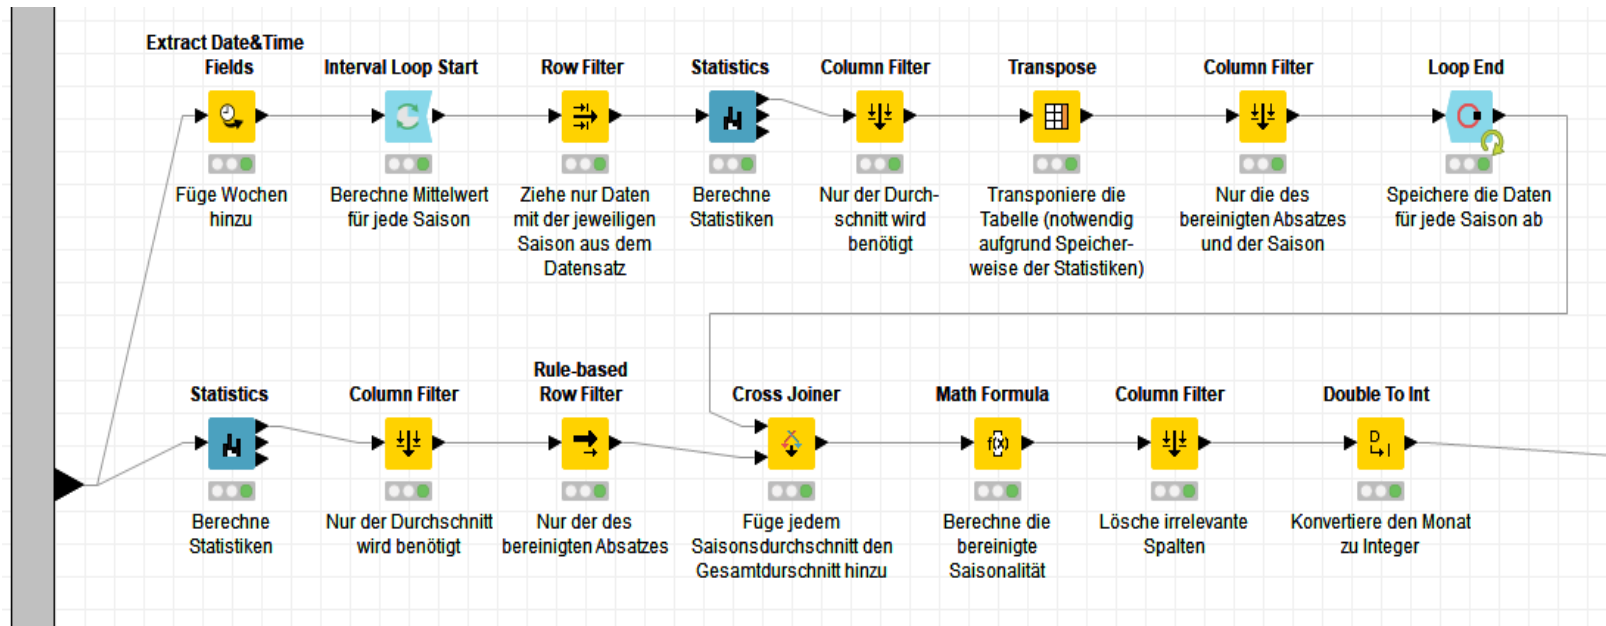 Extract Date&Time
Fields
Interval Loop Start
Row Filter
Statistics
Column Filter
Transpose
Column Filter
Loop End
Füge Wochen
hinzu
Berechne Mittelwert
für jede Saison
Ziehe nur Daten
mit der jeweiligen
Saison aus dem
Datensatz
Berechne
Statistiken
Nur der Durch-
schnitt wird
benötigt
Transponiere die
Tabelle (notwendig
aufgrund Speicher-
weise der Statistiken)
Nur die des
bereinigten Absatzes
und der Saison
Speichere die Daten
für jede Saison ab
Statistics
Column Filter
Rule-based
Row Filter
Cross Joiner
Math Formula
Column Filter
Double To Int
f(x)
D
I
Berechne
Statistiken
Nur der Durchschnitt
wird benötigt
Nur der des
bereinigten Absatzes
Füge jedem
Saisonsdurchschnitt den
Gesamtdurschnitt hinzu
Berechne die
bereinigte
Saisonalität
Lösche irrelevante
Spalten
Konvertiere den Monat
zu Integer